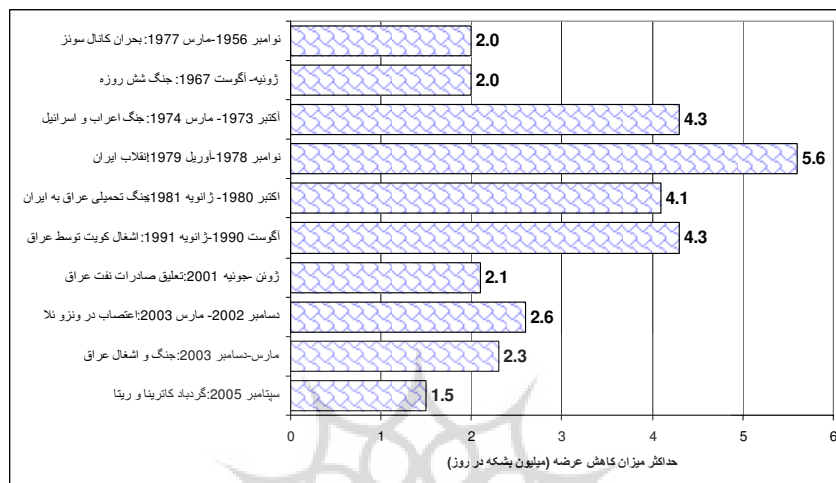 نوامبر 1956-مارس 1977: بحران کانال سوئز
2.0
ژوئیه- آگوست 1967: جنگ شش روزه
2.0
اکتبر 1973- مارس 1974: جنگ اعراب و اسرائیل
4.3
نوامبر 1978-آوریل 1979:انقلاب ایران
5.6
اکتبر 1980- ژانویه 1981:جنگ تحمیلی عراق به ایران
4.1
آگوست 1990-ژانویه 1991: اشغال کویت توسط عراق
4.3
ژوئن -جوئیه 2001:تعلیق صادرات نفت عراق
2.1
دسامبر 2002- مارس 2003:اعتصاب در ونزوئلا
2.6
مارس-دسامبر 2003:جنگ و اشغال عراق
2.3
سپتامبر 2005:گردباد کاترینا و ریتا
1.5
0 1 2 3 4 5 6
حداکثر میزان کاهش عرضه (میلیون بشکه در روز)